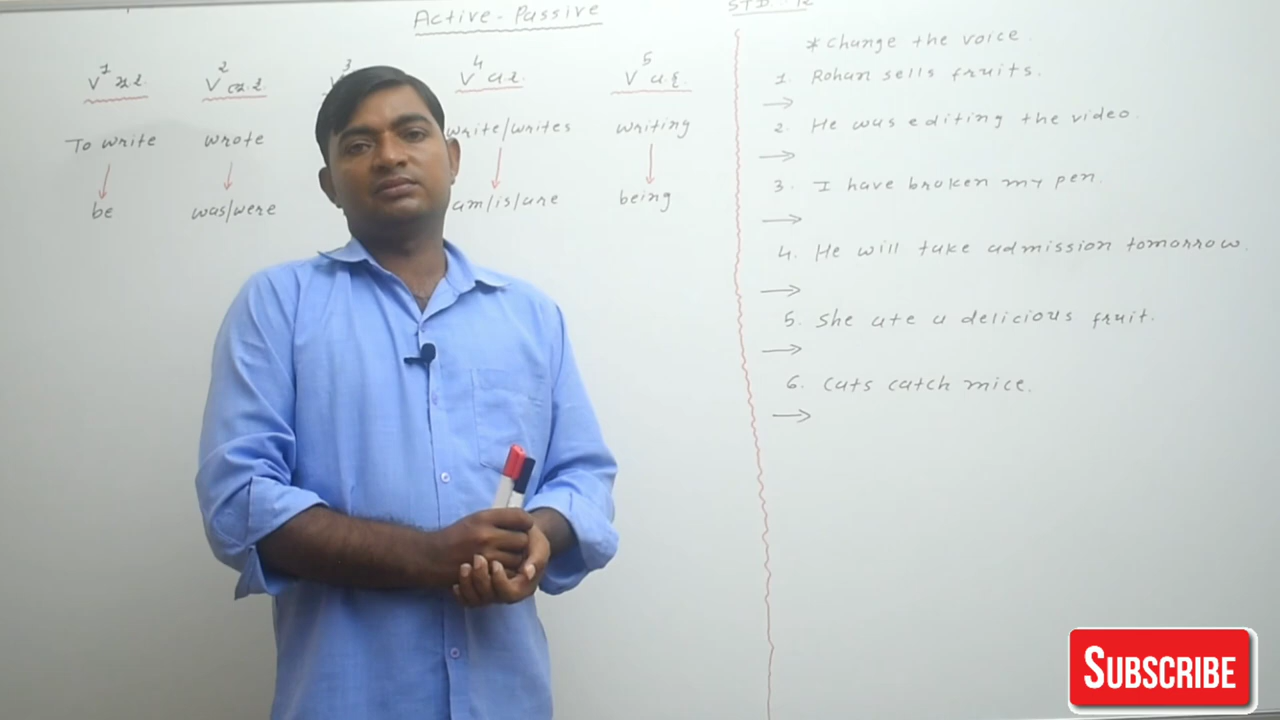 Active - Passive
V1 V2 3 V4 V5
To write wrote write/writes writing
be was/were am/is/are being
STD.
* Change the voice.
1. Rohan sells fruits.
→
2. He was editing the video.
→
3. I have broken my pen.
→
4. He will take admission tomorrow.
→
5. She ate a delicious fruit.
→
6. Cats catch mice.
→
SUBSCRIBE